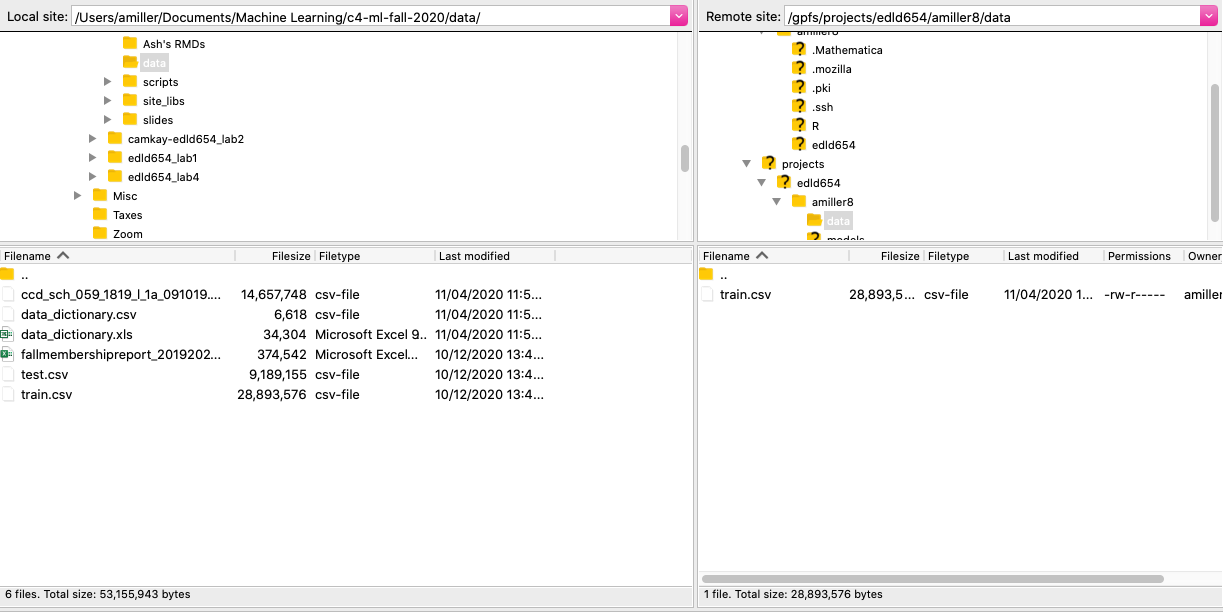 Local site: /Users/amiller/Documents/Machine Learning/c4-ml-fall-2020/data/
Ash's RMDs
data
scripts
site_libs
slides
camkay-edld654_lab2
edld654_lab1
edld654_lab4
Misc
Taxes
Zoom
Filename Filesize Filetype Last modified
..
ccd_sch_059_1819_l_1a_091019.... 14,657,748 csv-file 11/04/2020 11:5...
data_dictionary.csv 6,618 csv-file 11/04/2020 11:5...
data_dictionary.xls 34,304 Microsoft Excel 9... 11/04/2020 11:5...
fallmembershipreport_2019202... 374,542 Microsoft Excel... 10/12/2020 13:4...
test.csv 9,189,155 csv-file 10/12/2020 13:4...
train.csv 28,893,576 csv-file 10/12/2020 13:4...
6 files. Total size: 53,155,943 bytes
Remote site: /gpfs/projects/edld654/amiller8/data
amiller8
.Mathematica
.mozilla
.pki
.ssh
R
edld654
projects
edld654
amiller8
data
models
Filename Filesize Filetype Last modified Permissions Owner
..
train.csv 28,893,5... csv-file 11/04/2020 1... -rw-r----- amiller
1 file. Total size: 28,893,576 bytes